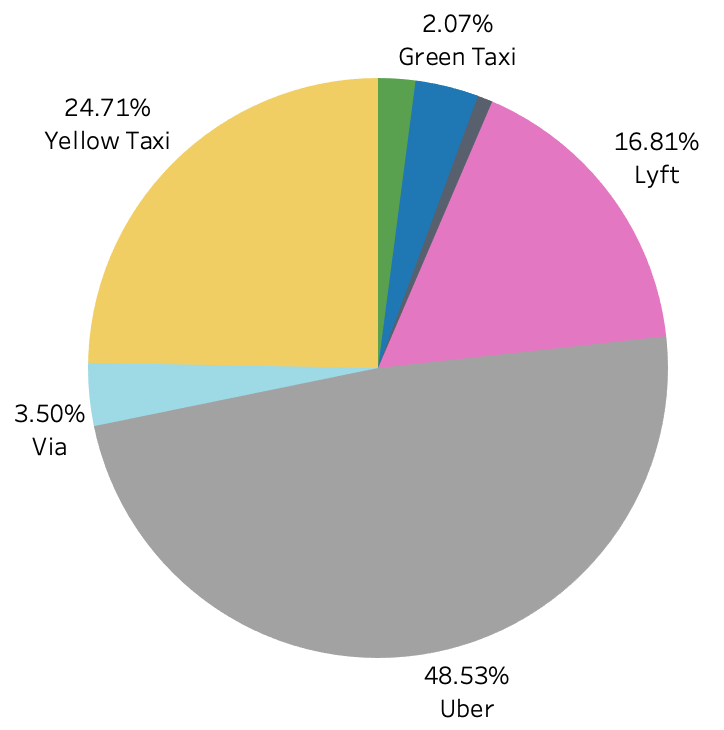 2.07%
Green Taxi
24.71%
Yellow Taxi
16.81%
Lyft
3.50%
Via
48.53%
Uber